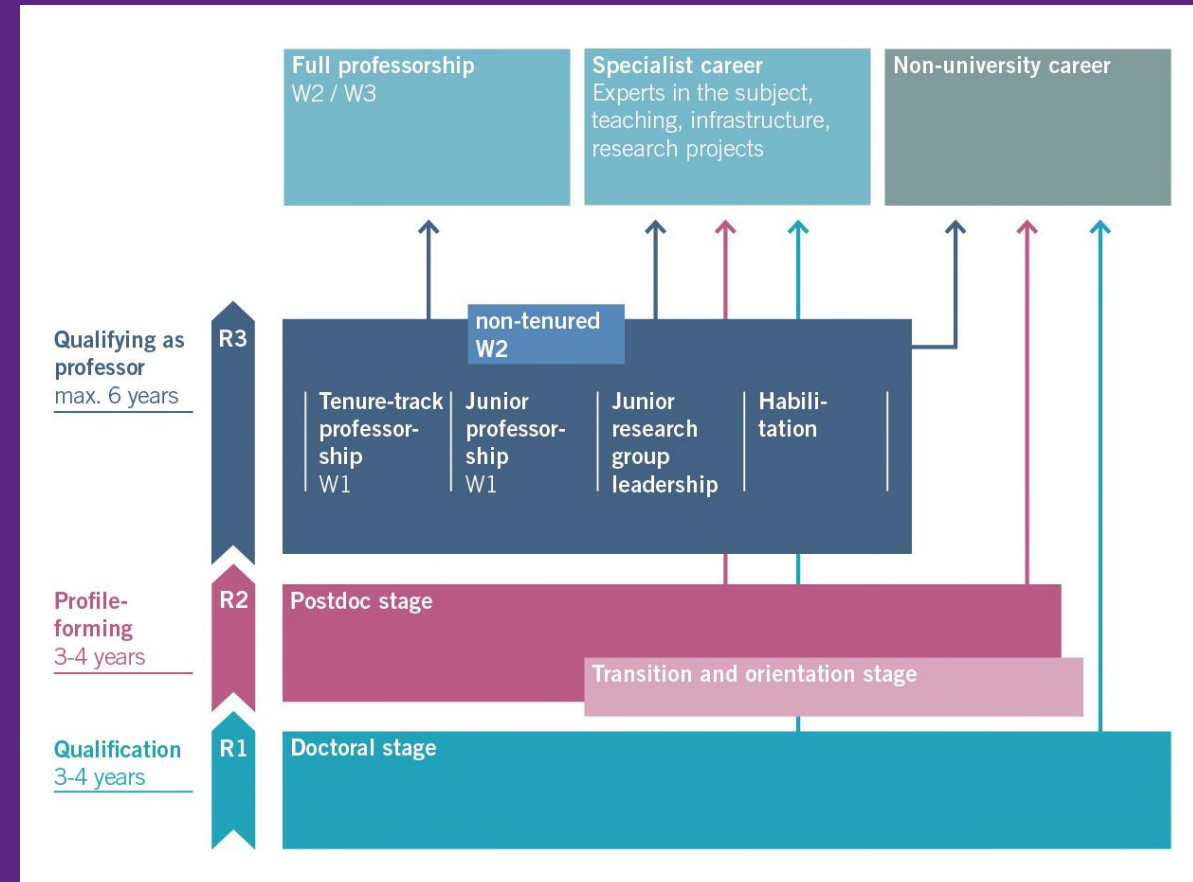 Full professorship
W2 / W3
Specialist career
Experts in the subject,
teaching, infrastructure,
research projects
Non-university career
Qualifying as
professor
max. 6 years
R3
non-tenured
W2
Tenure-track
professor-
ship
W1
Junior
professor-
ship
W1
Junior
research
group
leadership
Habili-
tation
Profile-
forming
3-4 years
R2
Postdoc stage
Transition and orientation stage
Qualification
3-4 years
R1
Doctoral stage